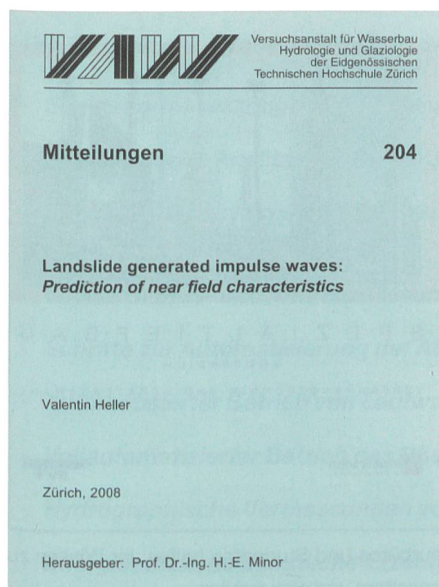 VAW
Versuchsanstalt für Wasserbau
Hydrologie und Glaziologie
der Eidgenössischen
Technischen Hochschule Zürich
Mitteilungen 204
Landslide generated impulse waves:
Prediction of near field characteristics
Valentin Heller
Zürich, 2008
Herausgeber: Prof. Dr.-Ing. H.-E. Minor